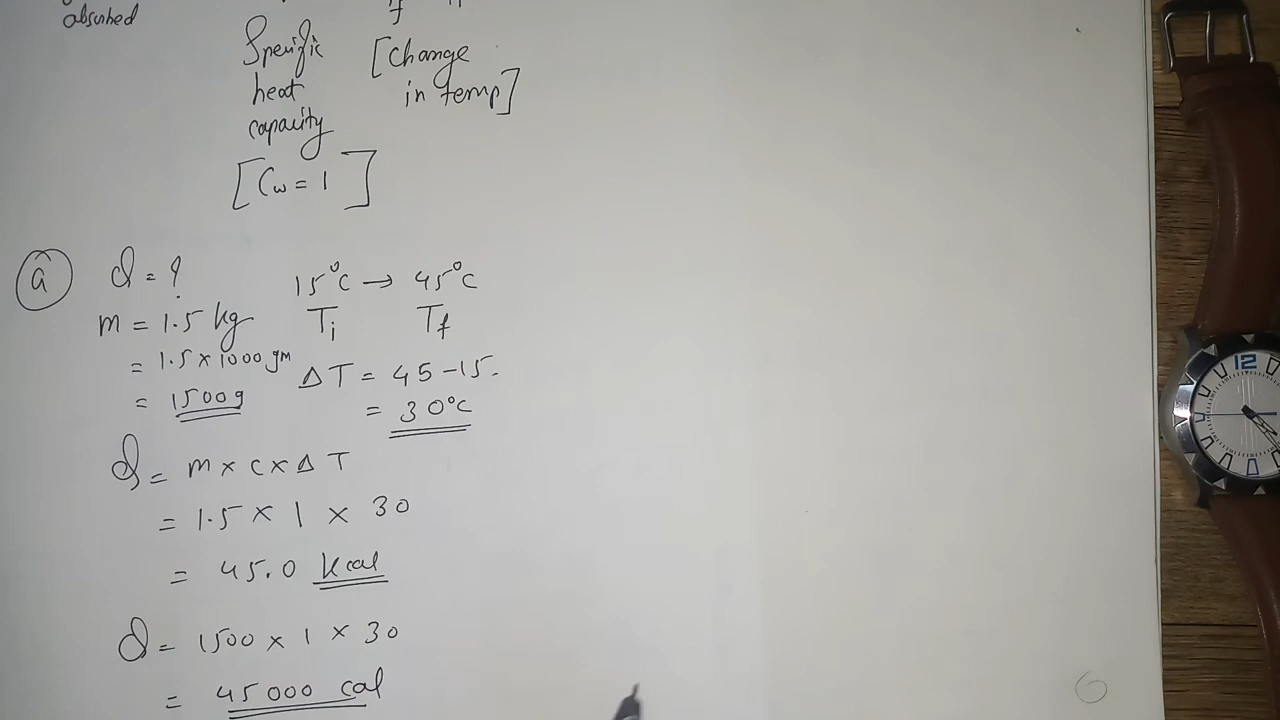 absorbed
Specific
heat
capacity
[Change
in temp]
[Cw = 1]
a
Q = ?
15°C → 45°C
m = 1.5 kg
Ti Tf
= 1.5 × 1000 gm
= 1500g
ΔT = 45 - 15.
= 30°C
Q = m × c × ΔT
= 1.5 × 1 × 30
= 45.0 Kcal
Q = 1500 × 1 × 30
= 45000 cal
12
6